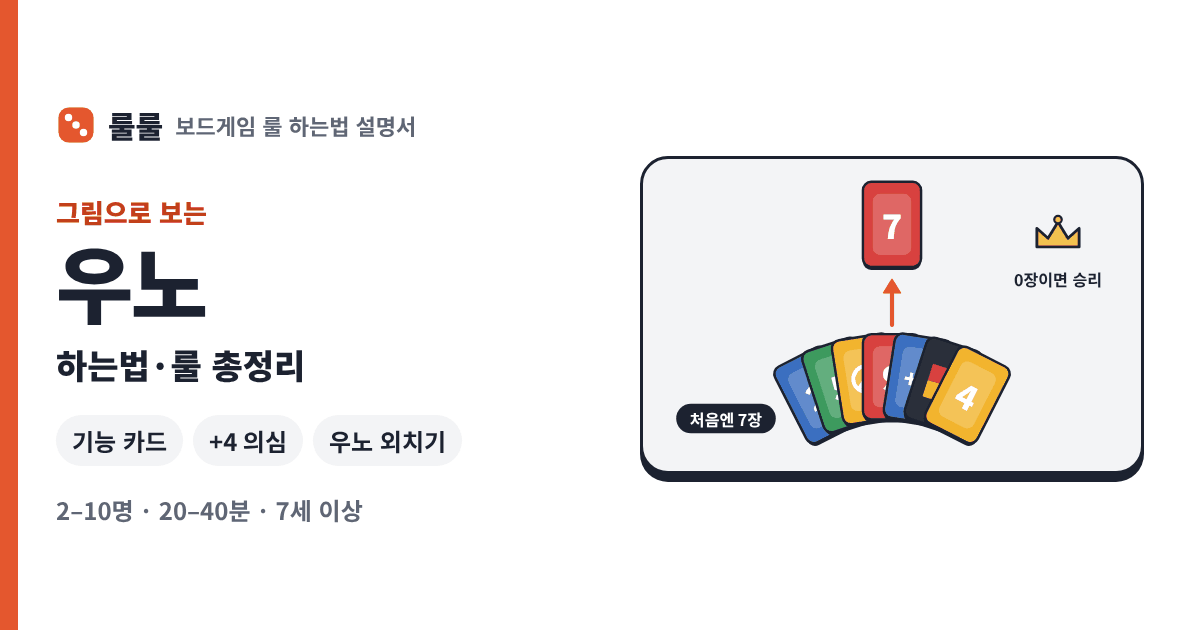 룰룰 보드게임 룰 하는법 설명서
그림으로 보는
우노
하는법·룰 총정리
기능 카드 +4 의심 우노 외치기
2–10명 · 20–40분 · 7세 이상
7
0장이면 승리
처음엔 7장
4